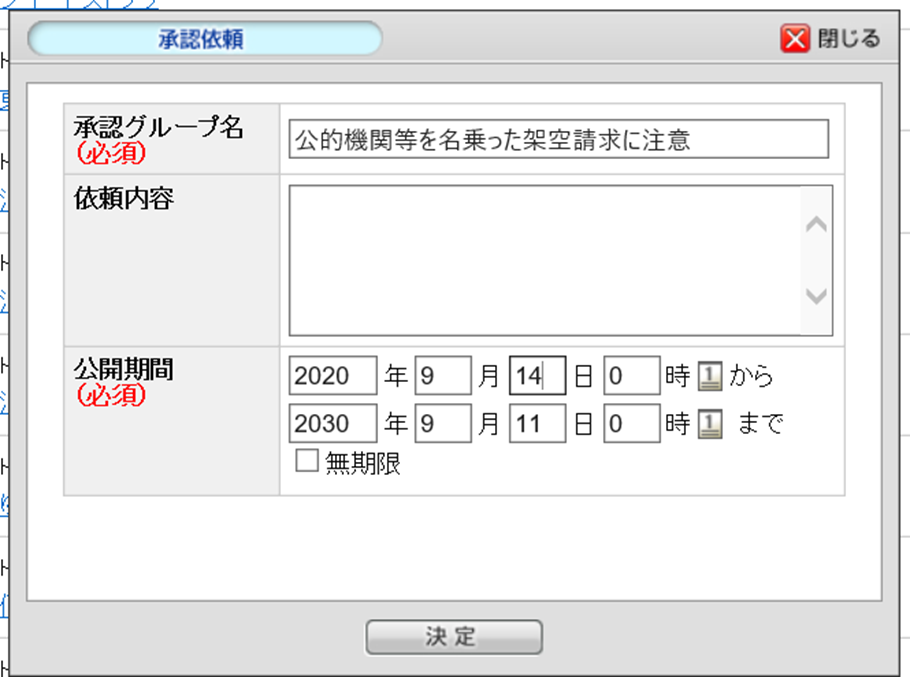 承認依頼
閉じる
承認グループ名
(必須)
公的機関等を名乗った架空請求に注意
依頼内容
公開期間
(必須)
2020 年 9 月 14 日 0 時 1 から
2030 年 9 月 11 日 0 時 1 まで
無期限
決定